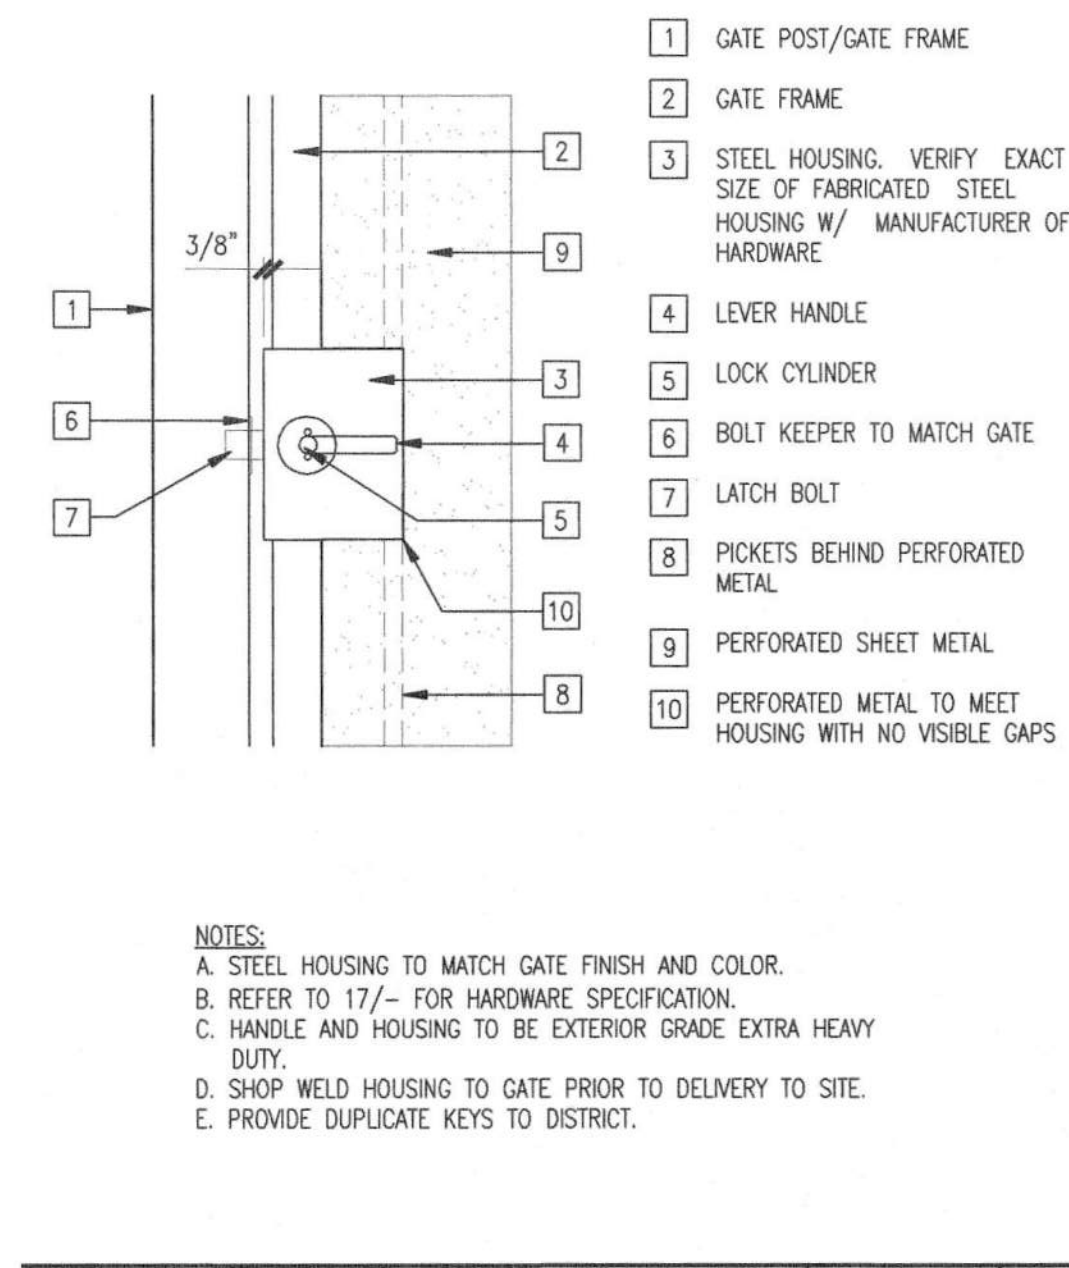 1 GATE POST/GATE FRAME
2 GATE FRAME
3 STEEL HOUSING. VERIFY EXACT
SIZE OF FABRICATED STEEL
HOUSING W/ MANUFACTURER OF
HARDWARE
4 LEVER HANDLE
5 LOCK CYLINDER
6 BOLT KEEPER TO MATCH GATE
7 LATCH BOLT
8 PICKETS BEHIND PERFORATED
METAL
9 PERFORATED SHEET METAL
10 PERFORATED METAL TO MEET
HOUSING WITH NO VISIBLE GAPS
2
3/8"
9
1
3
6
4
7
5
10
8
NOTES:
A. STEEL HOUSING TO MATCH GATE FINISH AND COLOR.
B. REFER TO 17/– FOR HARDWARE SPECIFICATION.
C. HANDLE AND HOUSING TO BE EXTERIOR GRADE EXTRA HEAVY
DUTY.
D. SHOP WELD HOUSING TO GATE PRIOR TO DELIVERY TO SITE.
E. PROVIDE DUPLICATE KEYS TO DISTRICT.